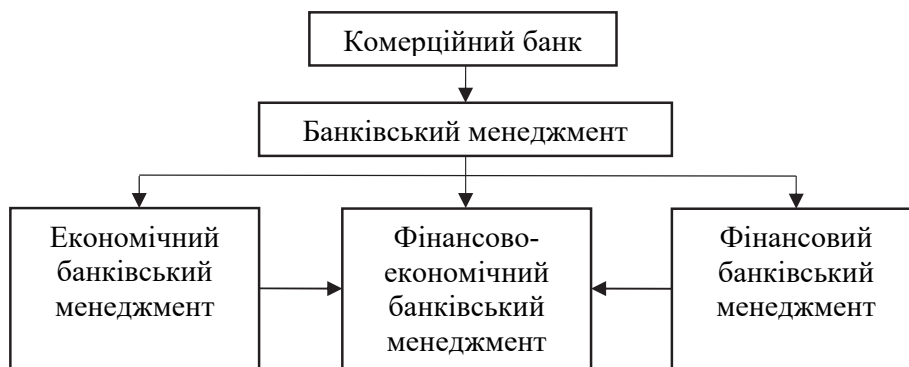 Комерційний банк
Банківський менеджмент
Економічний
банківський
менеджмент
Фінансово-
економічний
банківський
менеджмент
Фінансовий
банківський
менеджмент